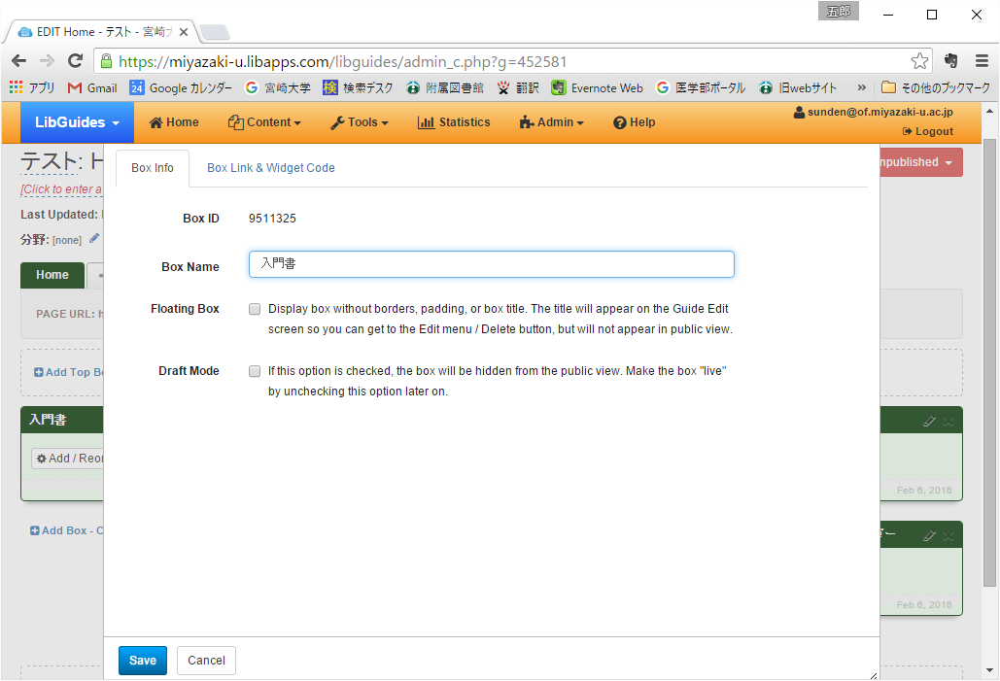 五郎
EDIT Home - テスト - 宮崎大
https://miyazaki-u.libapps.com/libguides/admin_c.php?g=452581
アプリ Gmail 24 Google カレンダー 宮崎大学 検 検索デスク 附属図書館 翻訳 Evernote Web 医学部ポータル 旧webサイト » その他のブックマーク
LibGuides Home Content Tools Statistics Admin Help sunden@of.miyazaki-u.ac.jp
Logout
テスト: H
[Click to enter a
npublished
Last Updated:
分野: [none]
Home
PAGE URL: h
Add Top Bo
入門書
Add / Reor
Feb 6, 2016
Add Box - C
ー
Feb 6, 2016
Box Info Box Link & Widget Code
Box ID 9511325
Box Name 入門書
Floating Box Display box without borders, padding, or box title. The title will appear on the Guide Edit
screen so you can get to the Edit menu / Delete button, but will not appear in public view.
Draft Mode If this option is checked, the box will be hidden from the public view. Make the box "live"
by unchecking this option later on.
Save Cancel